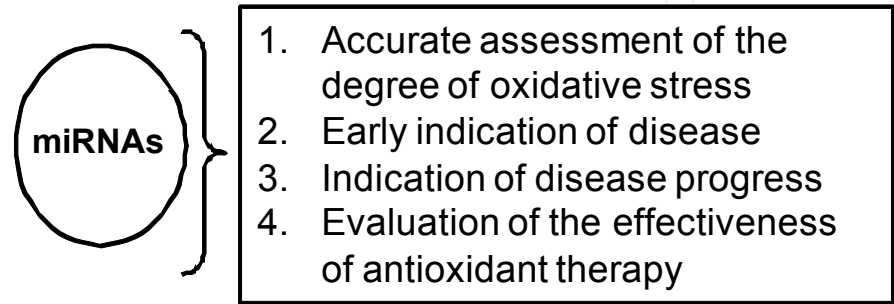 miRNAs
1. Accurate assessment of the
degree of oxidative stress
2. Early indication of disease
3. Indication of disease progress
4. Evaluation of the effectiveness
of antioxidant therapy